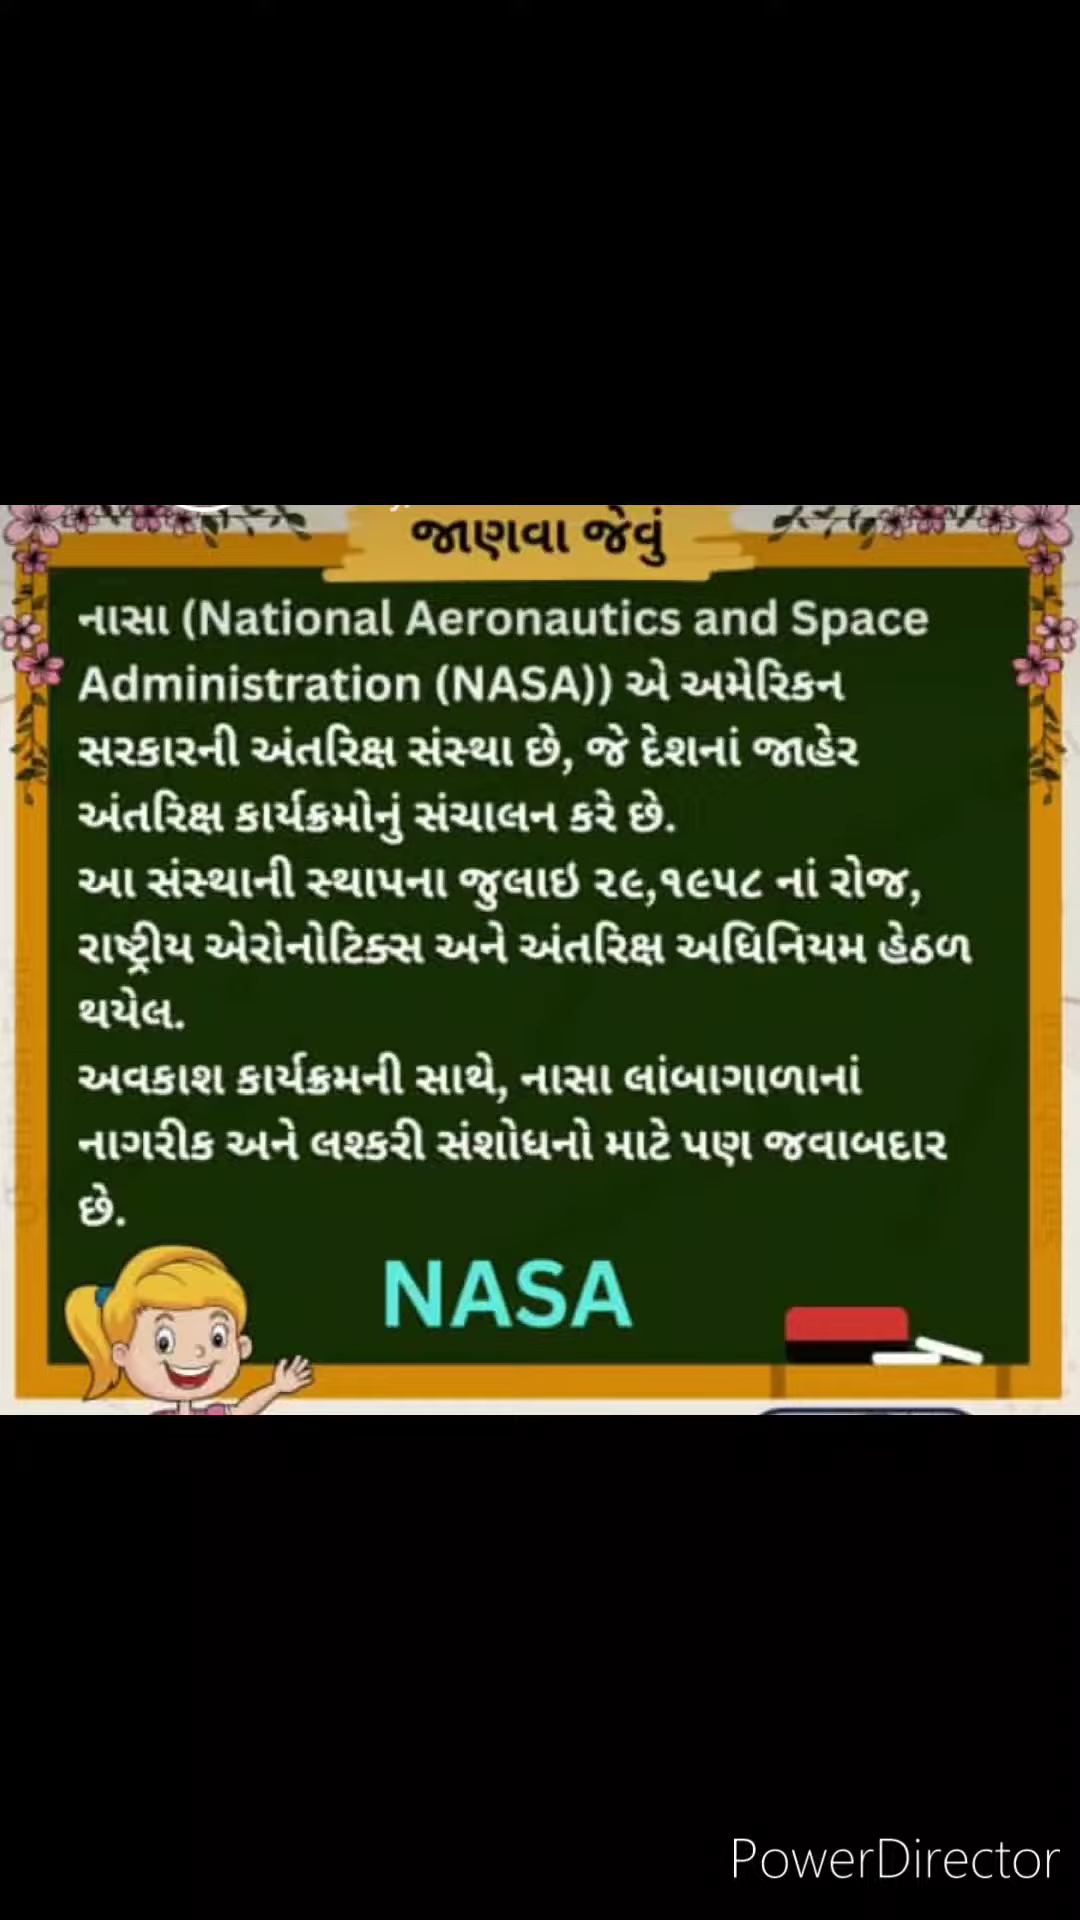 જાણવા જેવું
નાસા (National Aeronautics and Space
Administration (NASA)) એ અમેરિકન
સરકારની અંતરિક્ષ સંસ્થા છે, જે દેશનાં જાહેર
અંતરિક્ષ કાર્યક્રમોનું સંચાલન કરે છે.
આ સંસ્થાની સ્થાપના જુલાઇ ૨૯,૧૯૫૮ નાં રોજ,
રાષ્ટ્રીય એરોનોટિક્સ અને અંતરિક્ષ અધિનિયમ હેઠળ
થયેલ.
અવકાશ કાર્યક્રમની સાથે, નાસા લાંબાગાળાનાં
નાગરીક અને લશ્કરી સંશોધનો માટે પણ જવાબદાર
છે.
NASA
PowerDirector